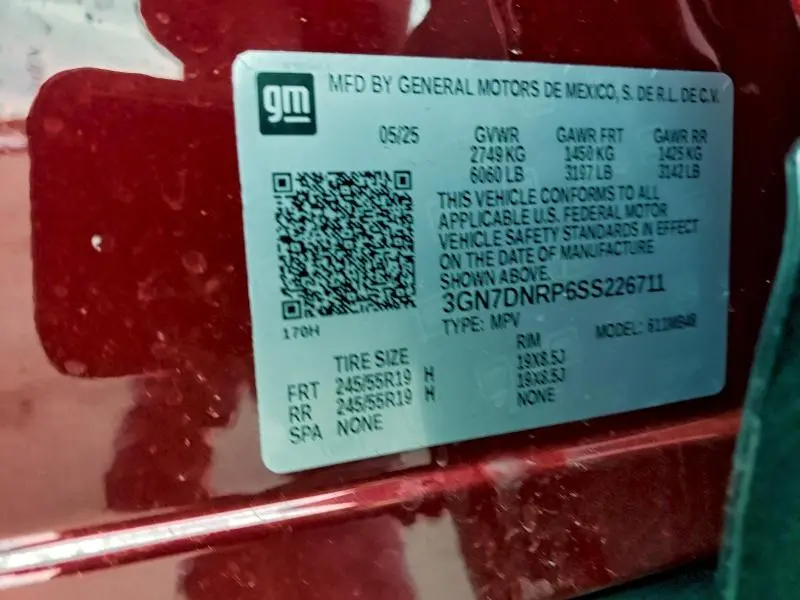 gm
MFD BY GENERAL MOTORS DE MEXICO, S. DE R.L. DE C.V.
05/25 GVWR GAWR FRT GAWR RR
2749 KG 1450 KG 1425 KG
6060 LB 3197 LB 3142 LB
THIS VEHICLE CONFORMS TO ALL
APPLICABLE U.S. FEDERAL MOTOR
VEHICLE SAFETY STANDARDS IN EFFECT
ON THE DATE OF MANUFACTURE
SHOWN ABOVE.
3GN7DNRP6SS226711
170H
TYPE: MPV MODEL:
TIRE SIZE RIM
FRT 245/55R19 H 19X8.5J
RR 245/55R19 H 19X8.5J
SPA NONE NONE